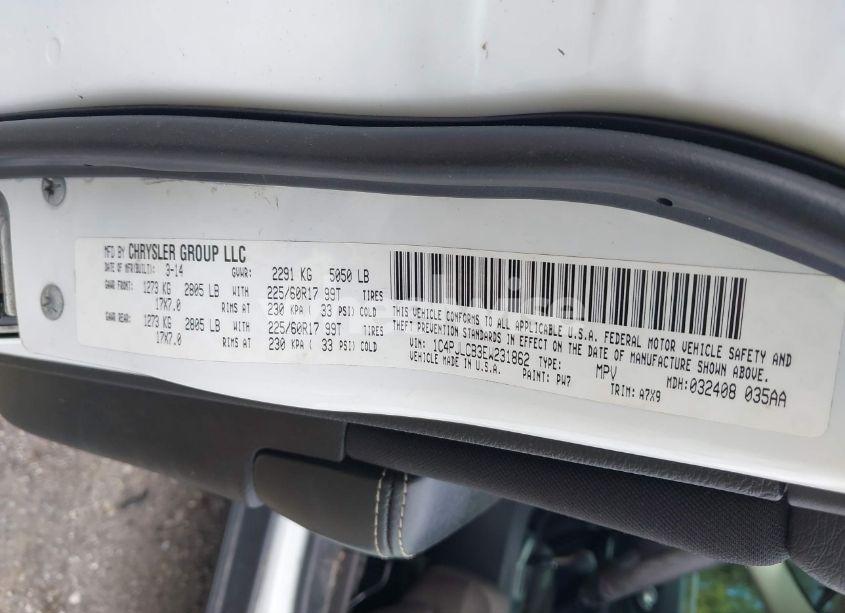 MFD BY CHRYSLER GROUP LLC
DATE OF MFR(BUILT): 3-14 GVWR: 2291 KG 5050 LB
GAWR FRONT: 1273 KG 2805 LB WITH 225/60R17 99T TIRES
17X7.0 RIMS AT 230 KPA ( 33 PSI) COLD
GAWR REAR: 1273 KG 2805 LB WITH 225/60R17 99T TIRES
17X7.0 RIMS AT 230 KPA ( 33 PSI) COLD
THIS VEHICLE CONFORMS TO ALL APPLICABLE U.S.A. FEDERAL MOTOR VEHICLE SAFETY AND
THEFT PREVENTION STANDARDS IN EFFECT ON THE DATE OF MANUFACTURE SHOWN ABOVE.
VIN: 1C4PJLCB3EW231862 TYPE: MPV MDH: 032408 035AA
VEHICLE MADE IN U.S.A. PAINT: PW7 TRIM: A7X9